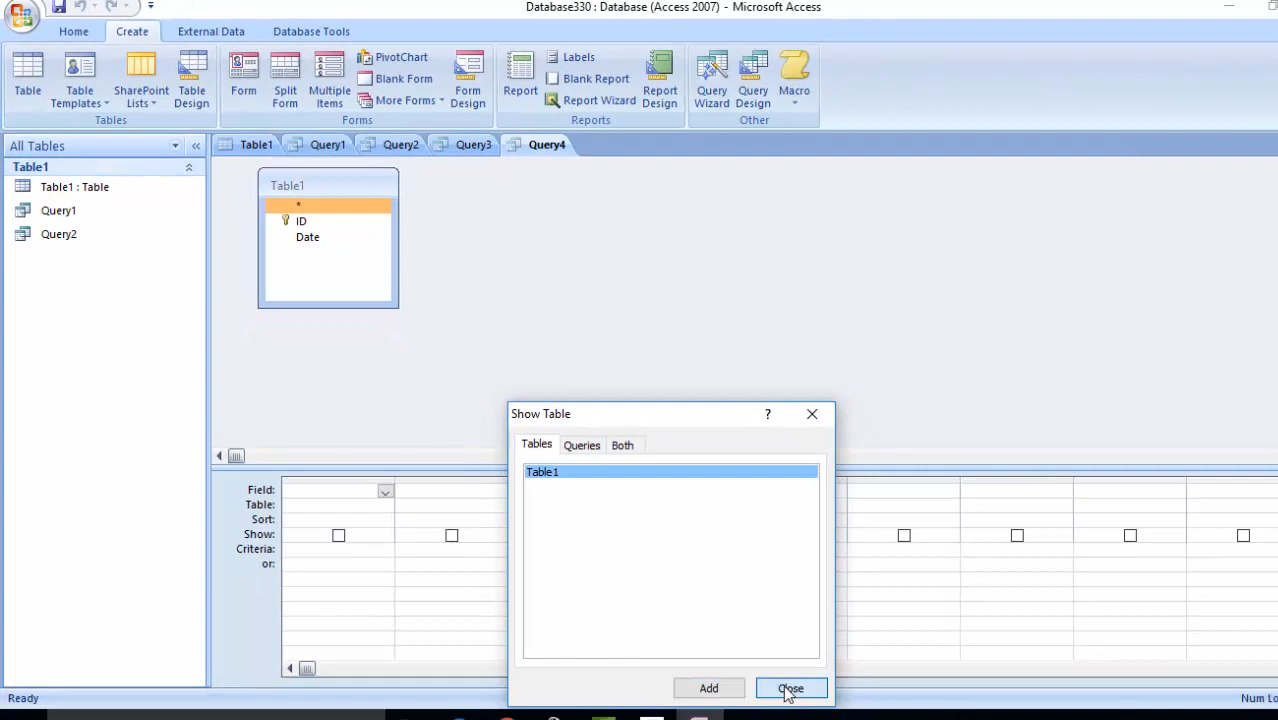 Database330 : Database (Access 2007) - Microsoft Access
Home Create External Data Database Tools
Table
Table Templates
SharePoint Lists
Table Design
Tables
Form
Split Form
Multiple Items
PivotChart
Blank Form
More Forms
Form Design
Forms
Report
Labels
Blank Report
Report Wizard
Report Design
Reports
Query Wizard
Query Design
Macro
Other
All Tables
Table1
Table1 : Table
Query1
Query2
Table1 Query1 Query2 Query3 Query4
Table1
*
ID
Date
Field:
Table:
Sort:
Show:
Criteria:
or:
Show Table ?
Tables Queries Both
Table1
Add Close
Ready
Num Lo